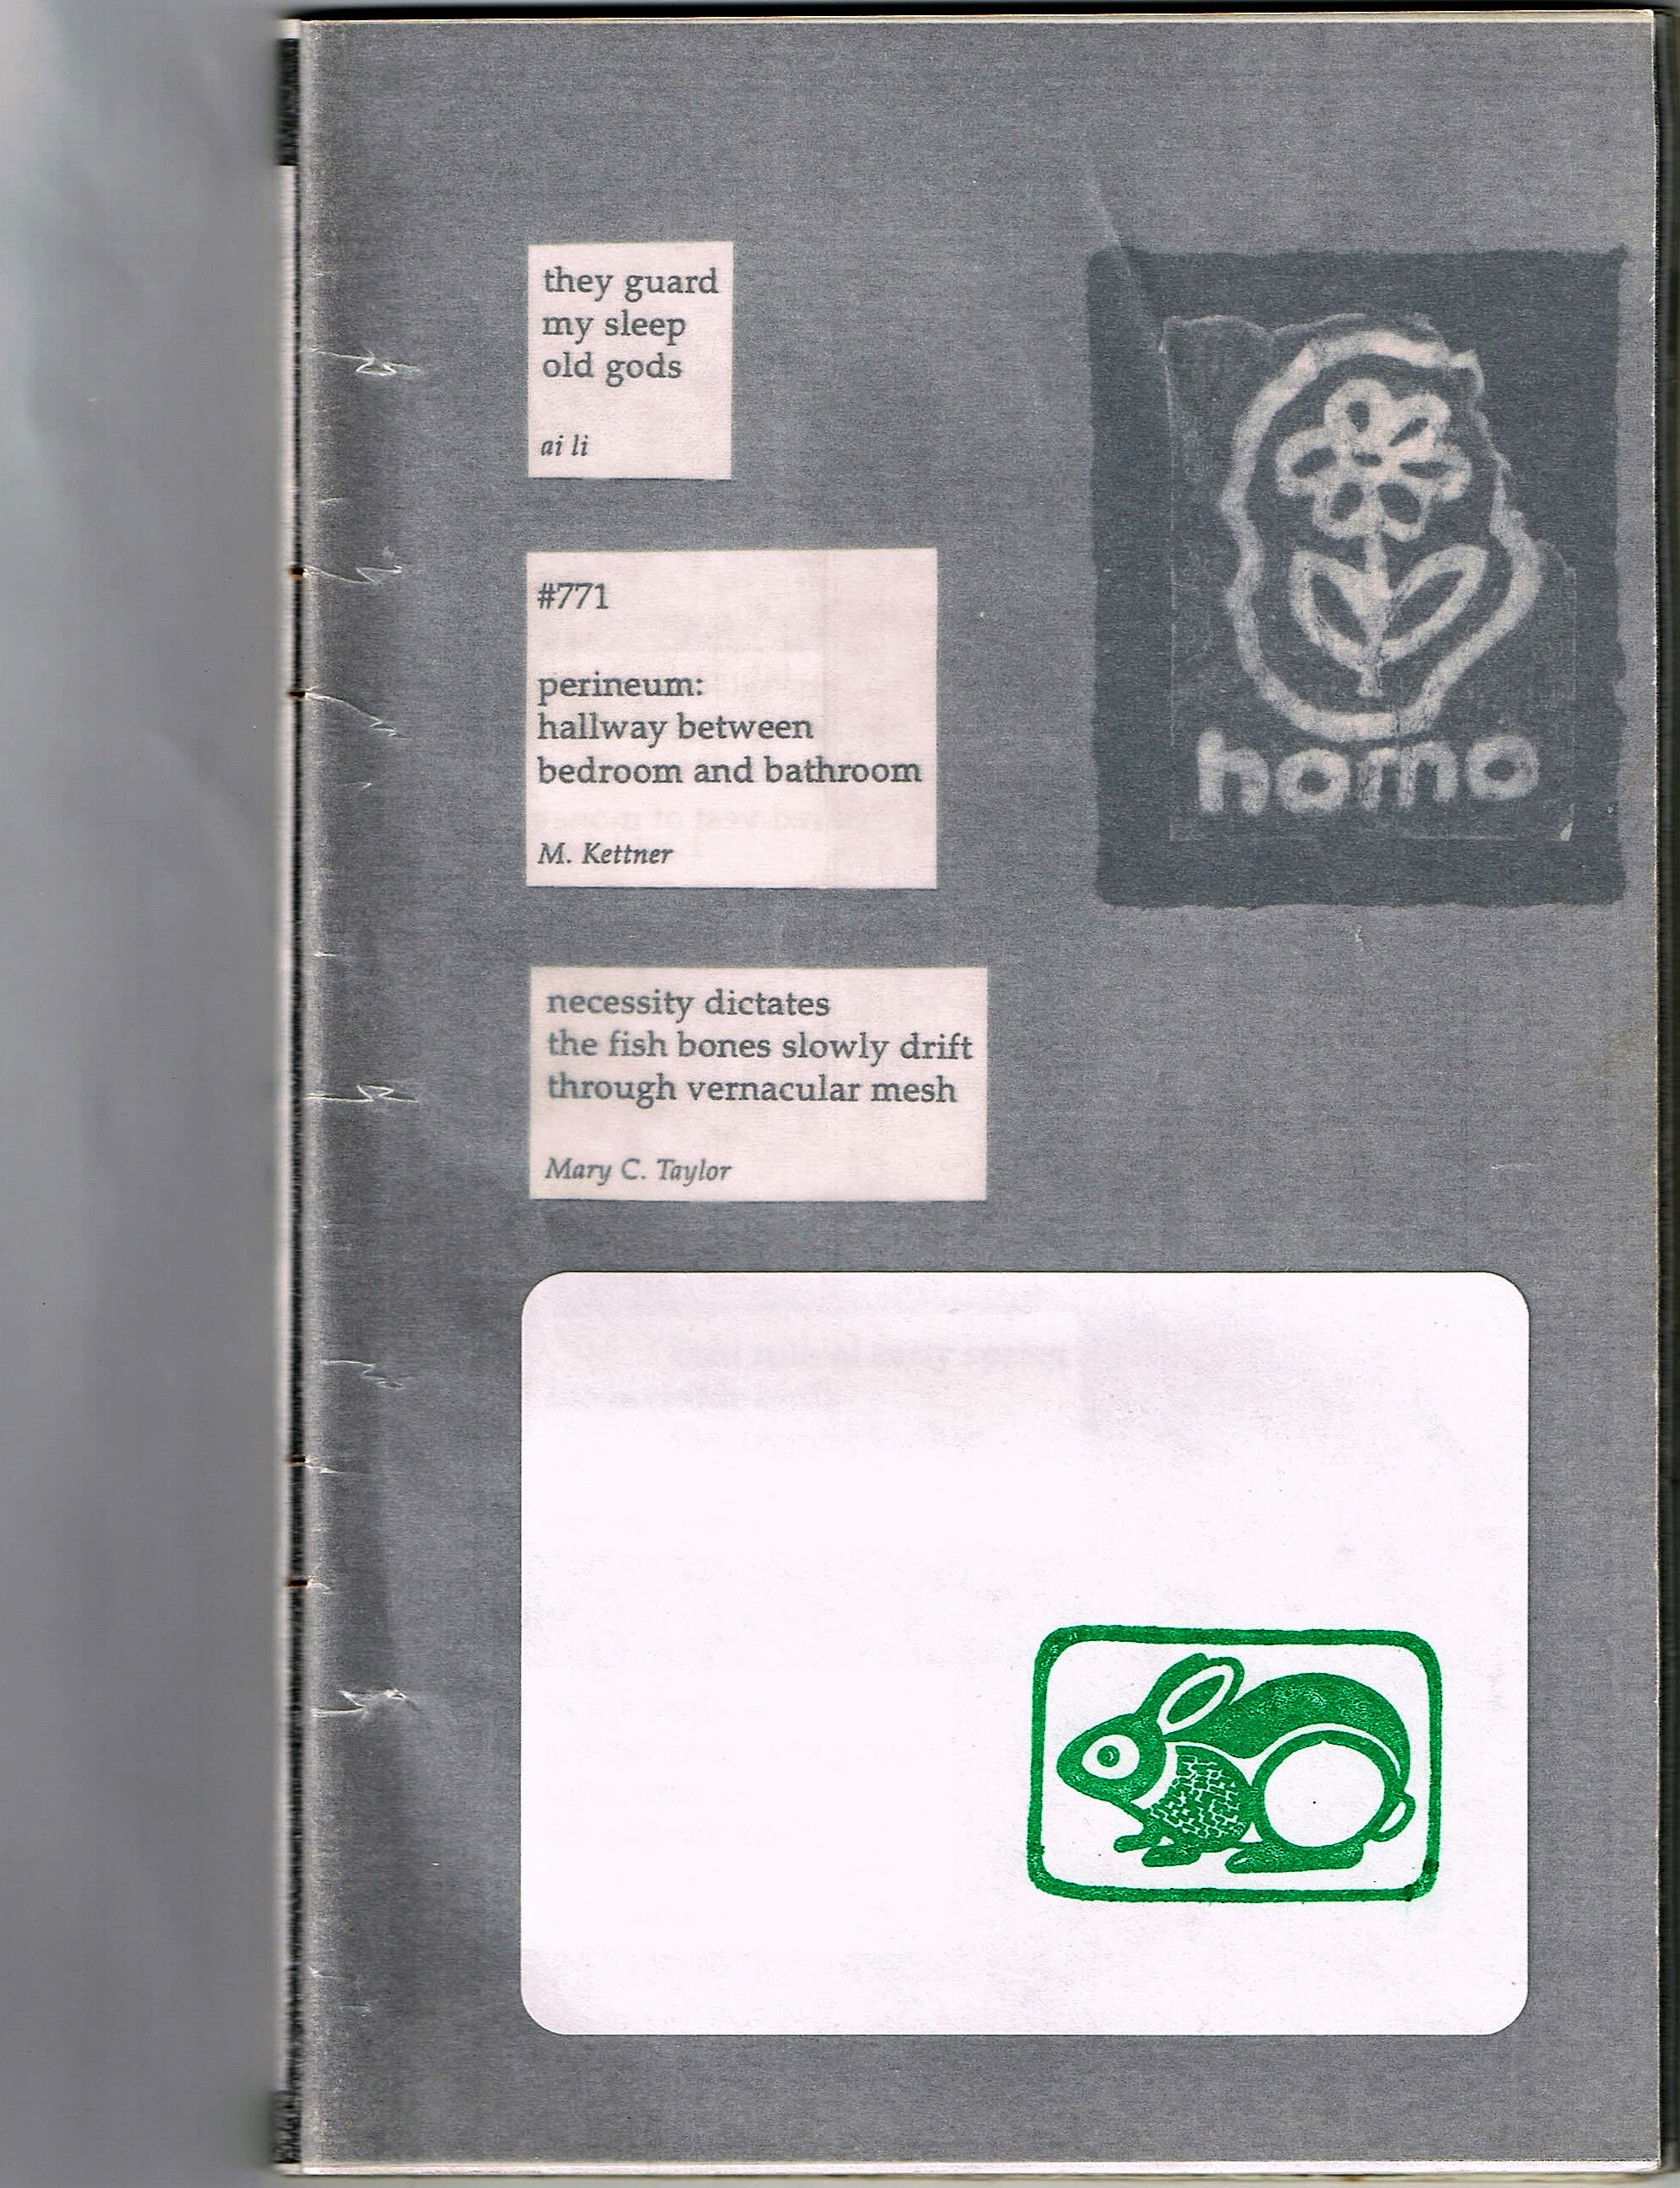 they guard
my sleep
old gods
ai li
#771
perineum:
hallway between
bedroom and bathroom
M. Kettner
necessity dictates
the fish bones slowly drift
through vernacular mesh
Mary C. Taylor
homo